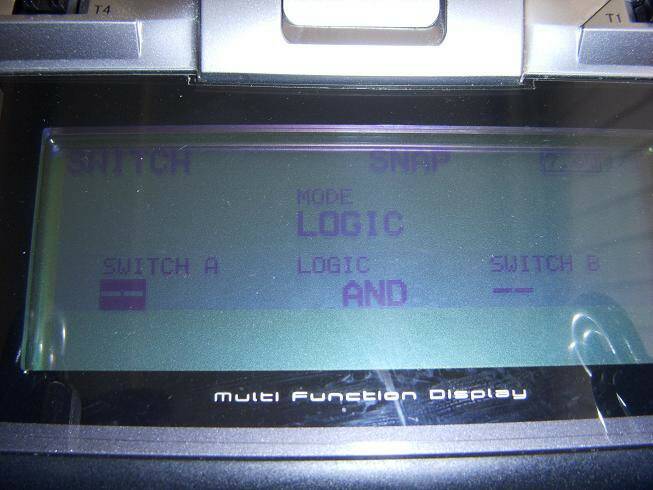 T4
T1
SWITCH SNAP
MODE
LOGIC
SWITCH A LOGIC SWITCH B
-- AND --
Multi Function Display